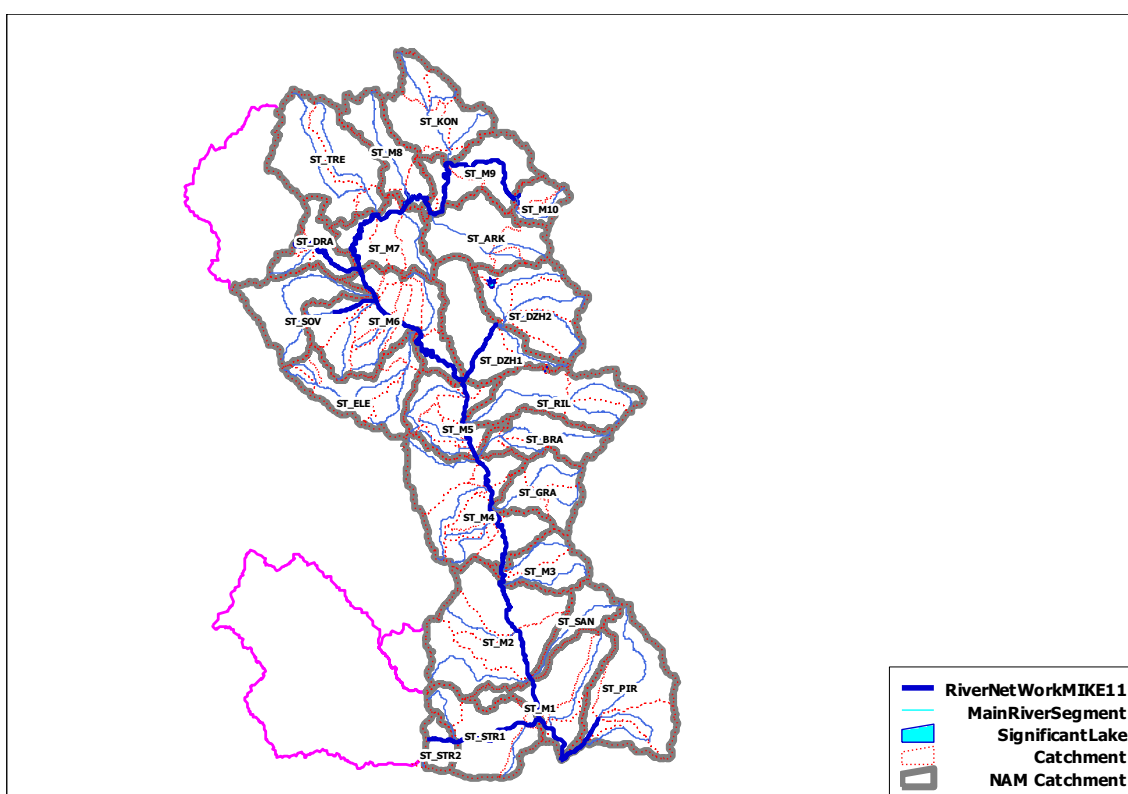 ST_KON
ST_M8
ST_TRE
ST_M9
ST_M10
ST_ARK
ST_DRA
ST_M7
ST_DZH2
ST_SOV
ST_M6
ST_DZH1
ST_ELE
ST_RIL
ST_M5
ST_BRA
ST_GRA
ST_M4
ST_M3
ST_SAN
ST_M2
ST_PIR
ST_M1
ST_STR1
ST_STR2
RiverNetWorkMIKE11
MainRiverSegment
SignificantLake
Catchment
NAM Catchment